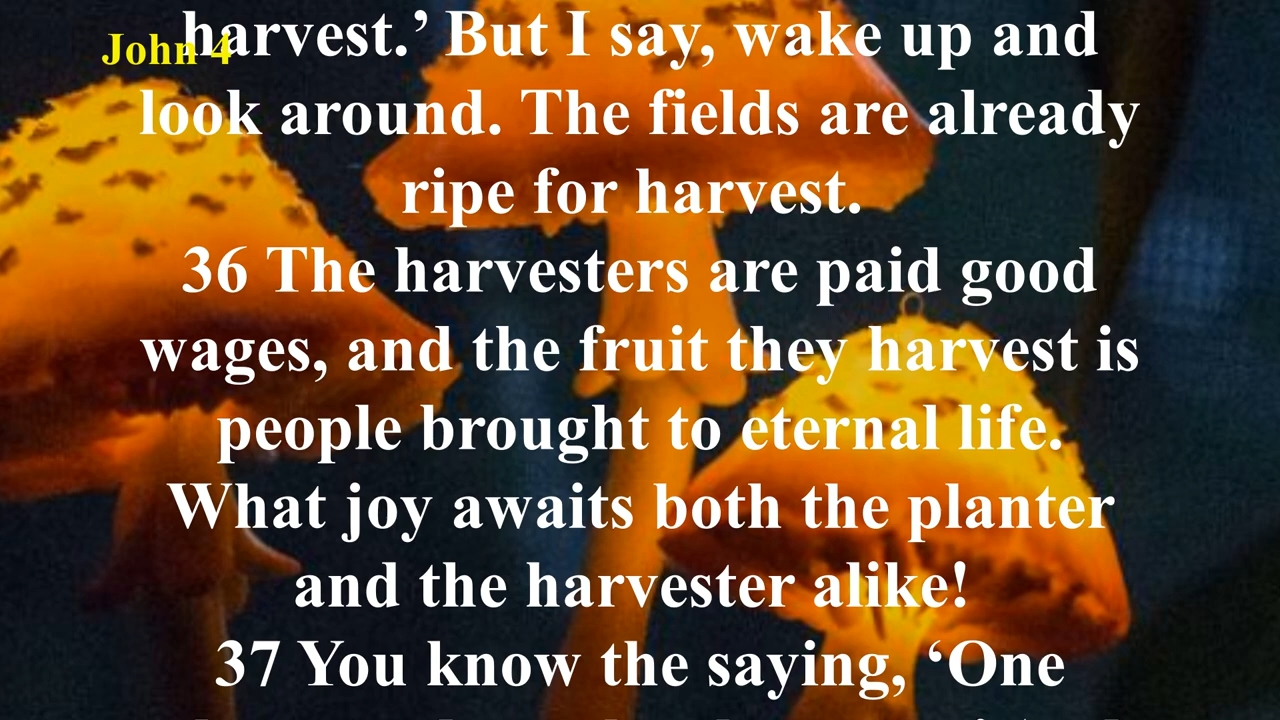 John 4
harvest.’ But I say, wake up and
look around. The fields are already
ripe for harvest.
36 The harvesters are paid good
wages, and the fruit they harvest is
people brought to eternal life.
What joy awaits both the planter
and the harvester alike!
37 You know the saying, ‘One